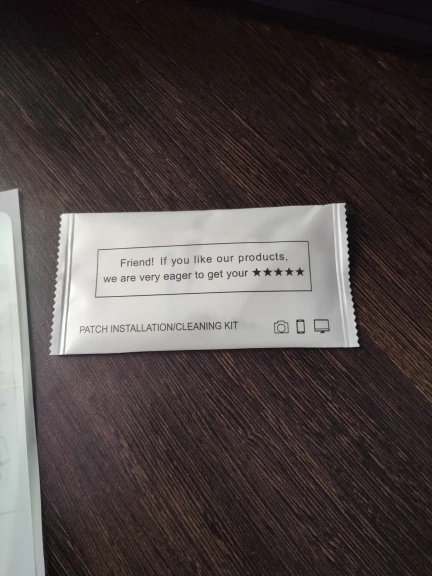 Friend! If you like our products,
we are very eager to get your ★★★★★
PATCH INSTALLATION/CLEANING KIT